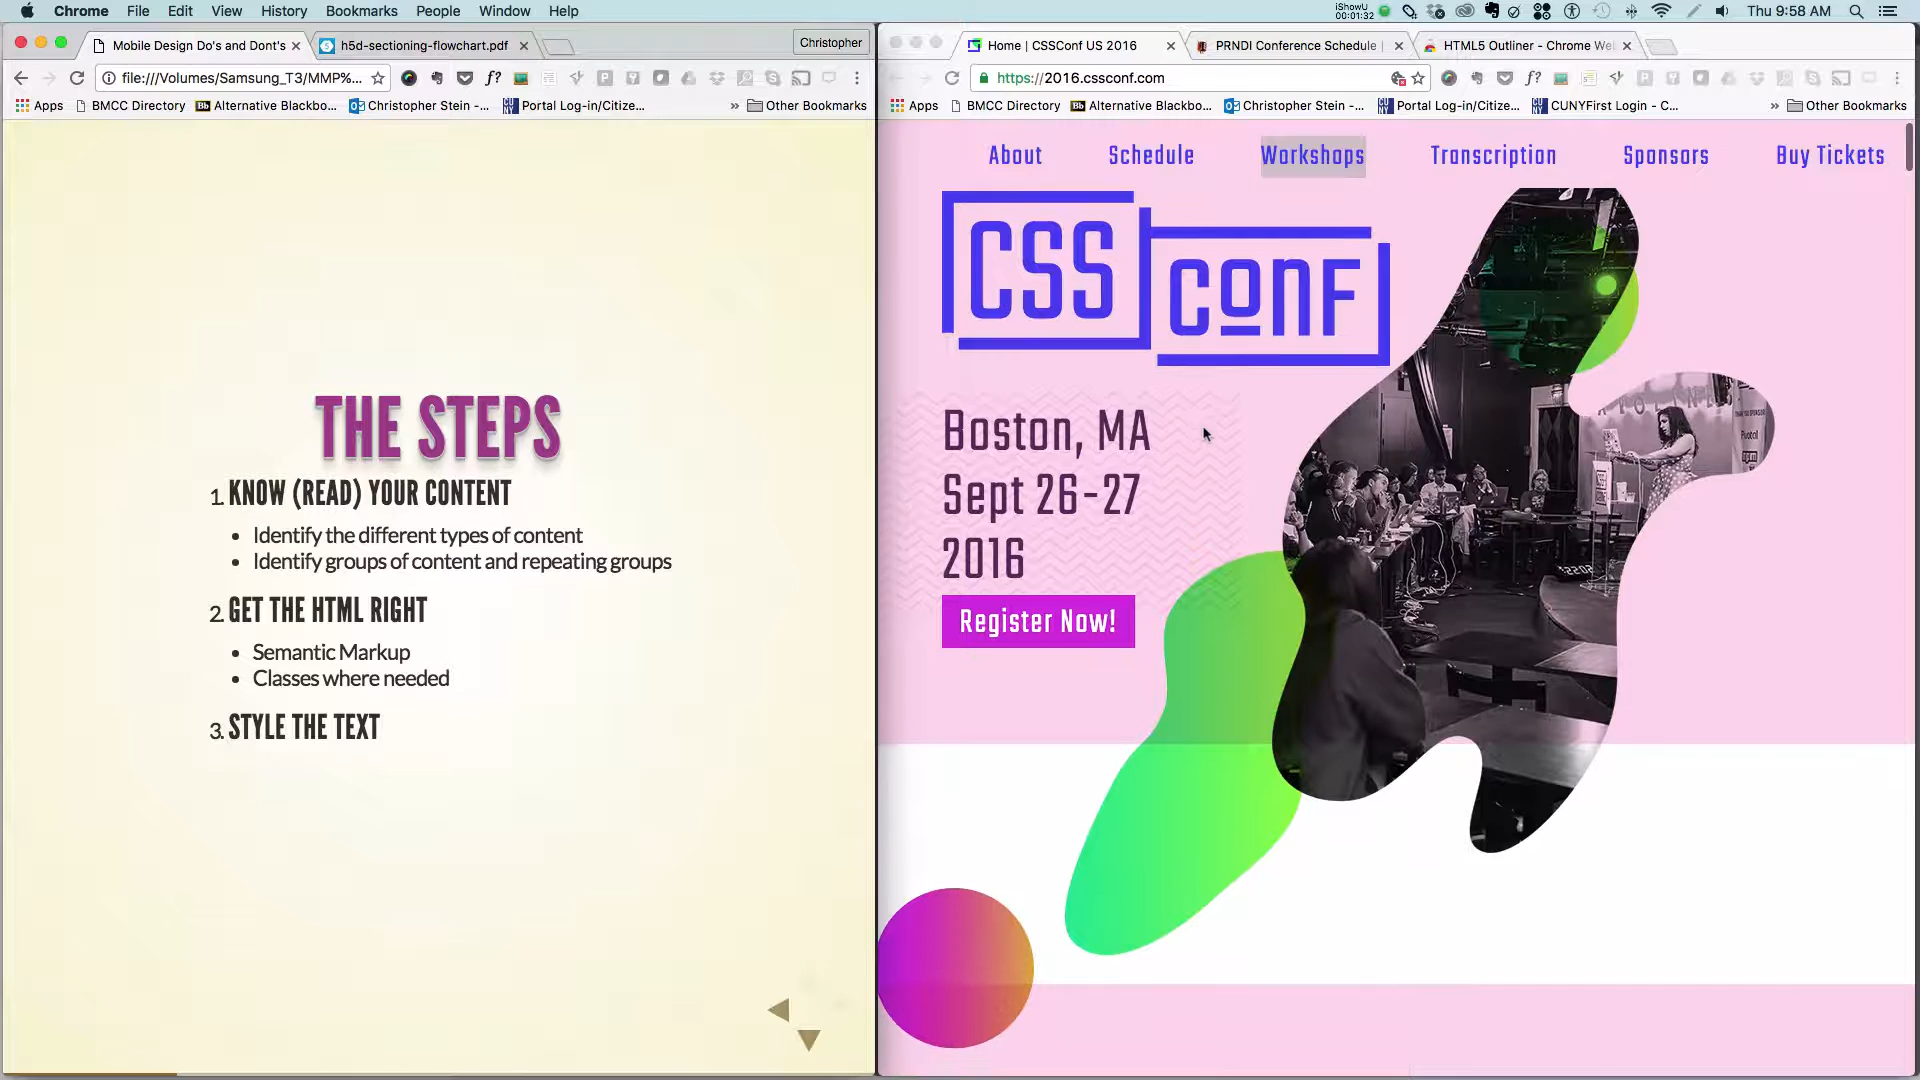 Chrome File Edit View History Bookmarks People Window Help
iShowU
00:01:32
Thu 9:58 AM
Mobile Design Do's and Dont's
h5d-sectioning-flowchart.pdf
Christopher
file:///Volumes/Samsung_T3/MMP%...
Apps BMCC Directory Alternative Blackbo... Christopher Stein -... Portal Log-in/Citize... » Other Bookmarks
THE STEPS
1. KNOW (READ) YOUR CONTENT
• Identify the different types of content
• Identify groups of content and repeating groups
2. GET THE HTML RIGHT
• Semantic Markup
• Classes where needed
3. STYLE THE TEXT
Home | CSSConf US 2016
PRNDI Conference Schedule |
HTML5 Outliner - Chrome We
https://2016.cssconf.com
Apps BMCC Directory Alternative Blackbo... Christopher Stein -... Portal Log-in/Citize... CUNYFirst Login - C... » Other Bookmarks
About Schedule Workshops Transcription Sponsors Buy Tickets
CSS
CONF
Boston, MA
Sept 26-27
2016
Register Now!
Pivotal
npm